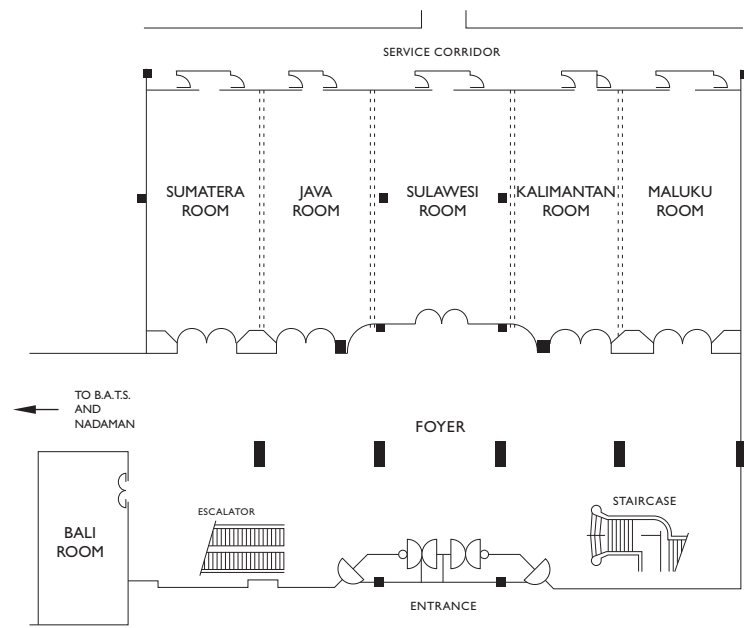 SERVICE CORRIDOR
SUMATERA
ROOM
JAVA
ROOM
SULAWESI
ROOM
KALIMANTAN
ROOM
MALUKU
ROOM
TO B.A.T.S.
AND
NADAMAN
FOYER
BALI
ROOM
ESCALATOR
STAIRCASE
ENTRANCE